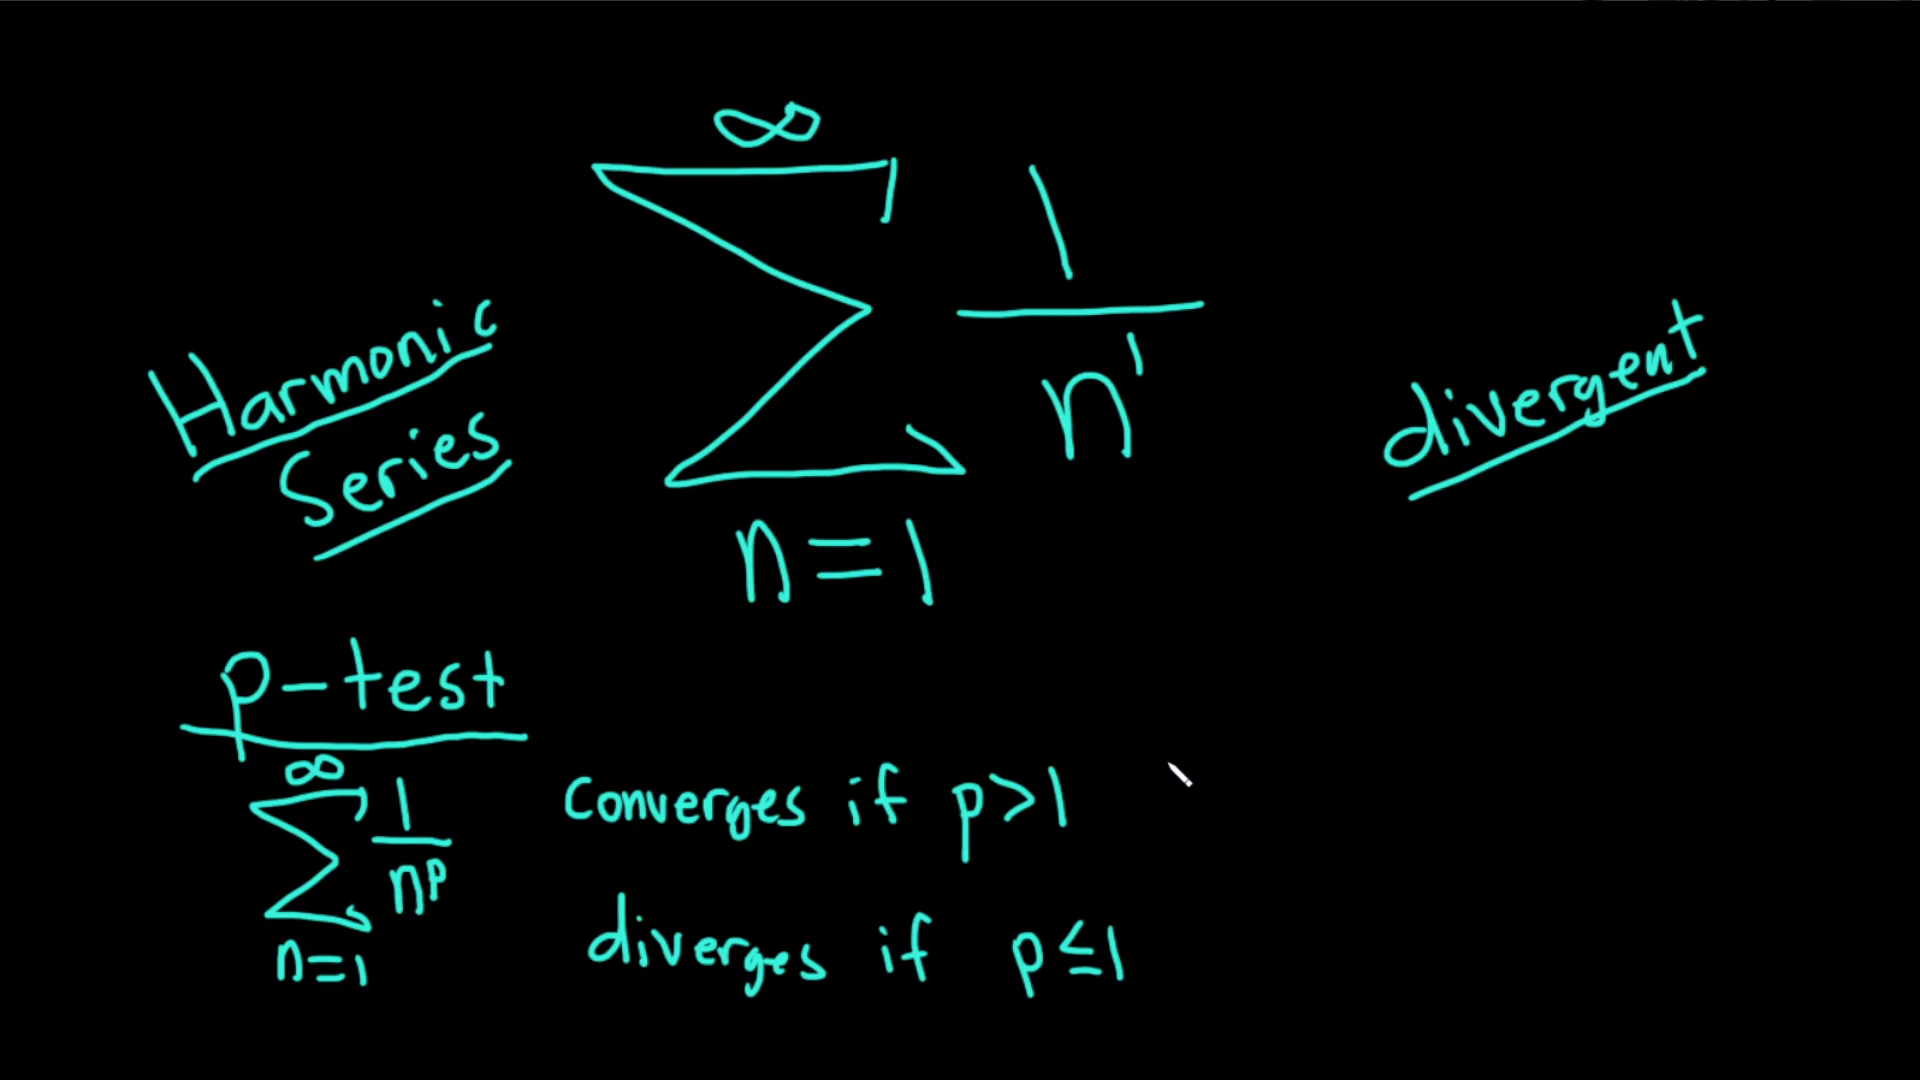 Harmonic
Series
∞
Σ 1/n¹
n=1
divergent
p-test
∞
Σ 1/nᵖ
n=1
converges if p>1
diverges if p≤1